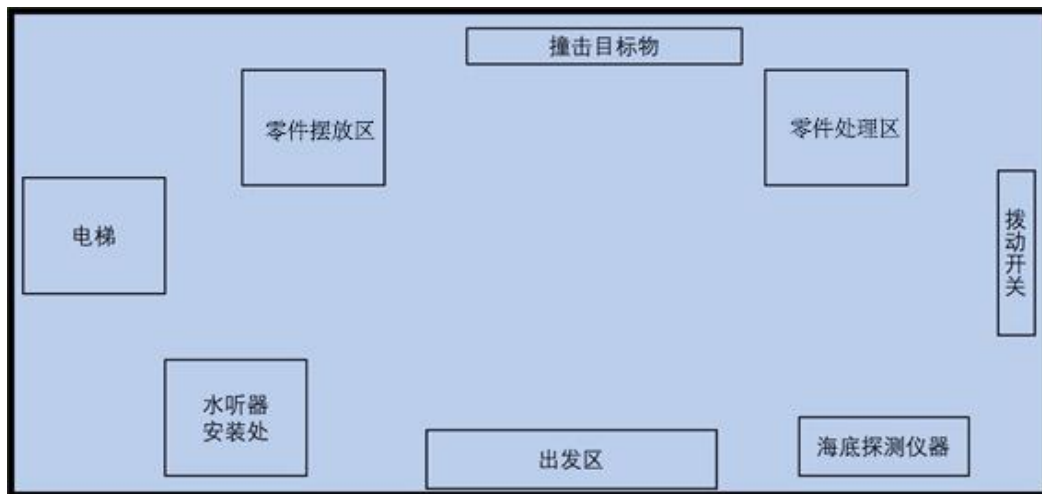 撞击目标物
零件摆放区
零件处理区
电梯
拨动开关
水听器
安装处
出发区
海底探测仪器